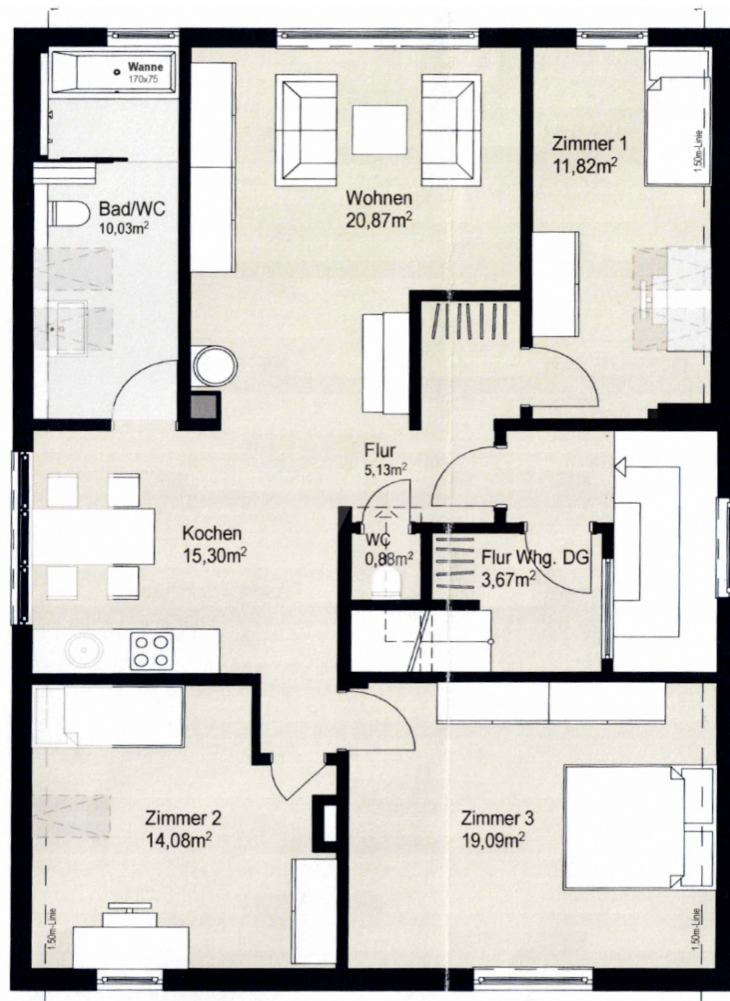 1
1
Wanne
170x75
Zimmer 1
11,82m²
1.50m-Linie
Wohnen
20,87m²
Bad/WC
10,03m²
Flur
5,13m²
Kochen
15,30m²
WC
0,88m²
Flur Whg. DG
3,67m²
Zimmer 2
14,08m²
Zimmer 3
19,09m²
1.50m-Linie
1.50m-Linie